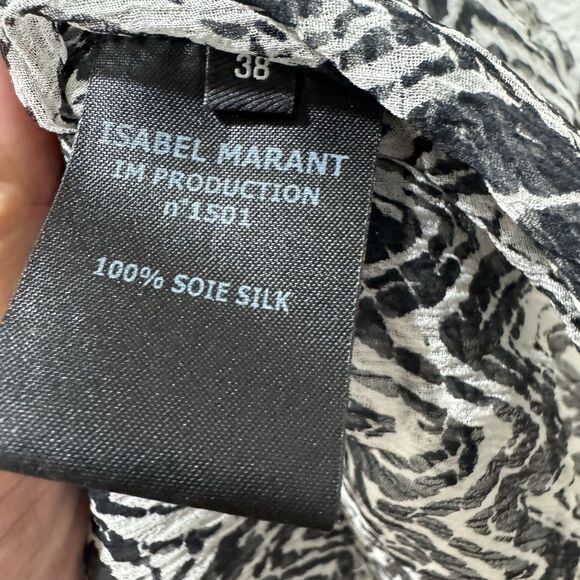 38
ISABEL MARANT
IM PRODUCTION
n°1501
100% SOIE SILK